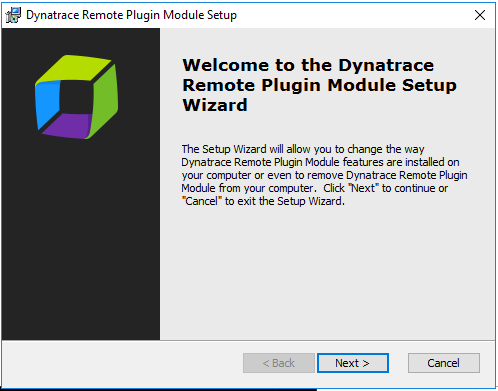 Dynatrace Remote Plugin Module Setup
Welcome to the Dynatrace
Remote Plugin Module Setup
Wizard
The Setup Wizard will allow you to change the way
Dynatrace Remote Plugin Module features are installed on
your computer or even to remove Dynatrace Remote Plugin
Module from your computer.  Click "Next" to continue or
"Cancel" to exit the Setup Wizard.
< Back Next > Cancel